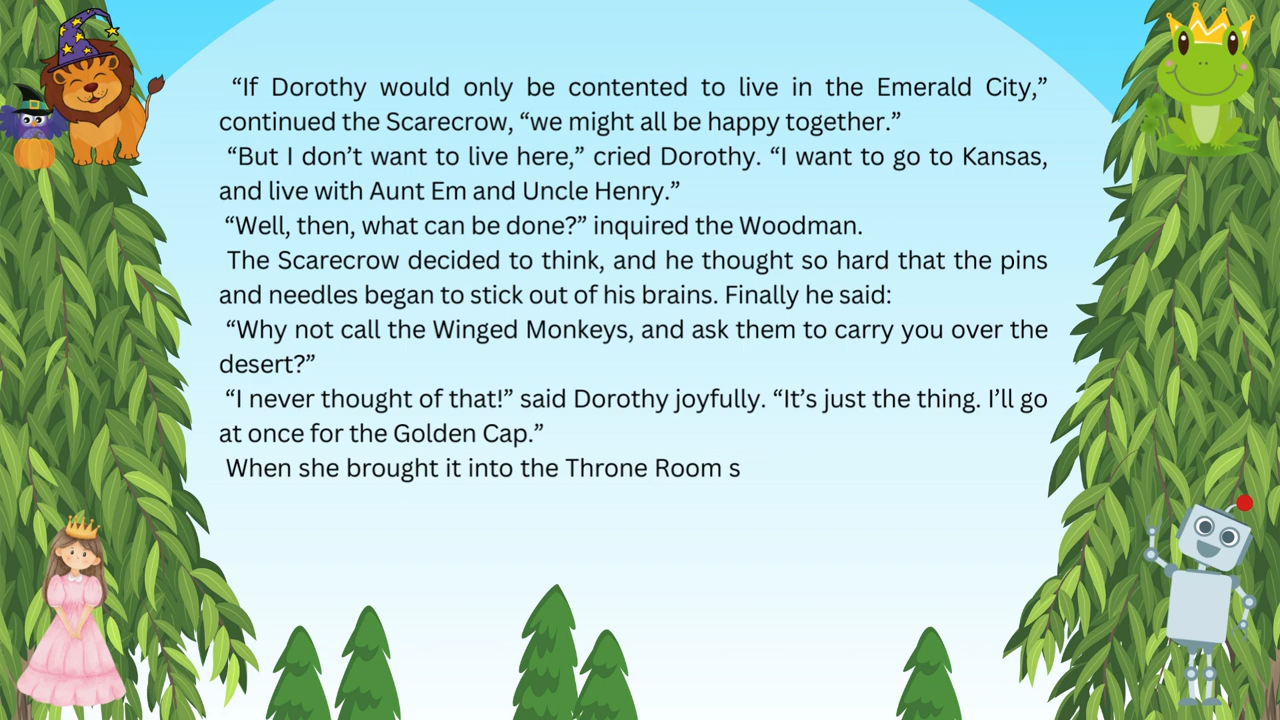 “If Dorothy would only be contented to live in the Emerald City,”
continued the Scarecrow, “we might all be happy together.”
“But I don’t want to live here,” cried Dorothy. “I want to go to Kansas,
and live with Aunt Em and Uncle Henry.”
“Well, then, what can be done?” inquired the Woodman.
The Scarecrow decided to think, and he thought so hard that the pins
and needles began to stick out of his brains. Finally he said:
“Why not call the Winged Monkeys, and ask them to carry you over the
desert?”
“I never thought of that!” said Dorothy joyfully. “It’s just the thing. I’ll go
at once for the Golden Cap.”
When she brought it into the Throne Room s